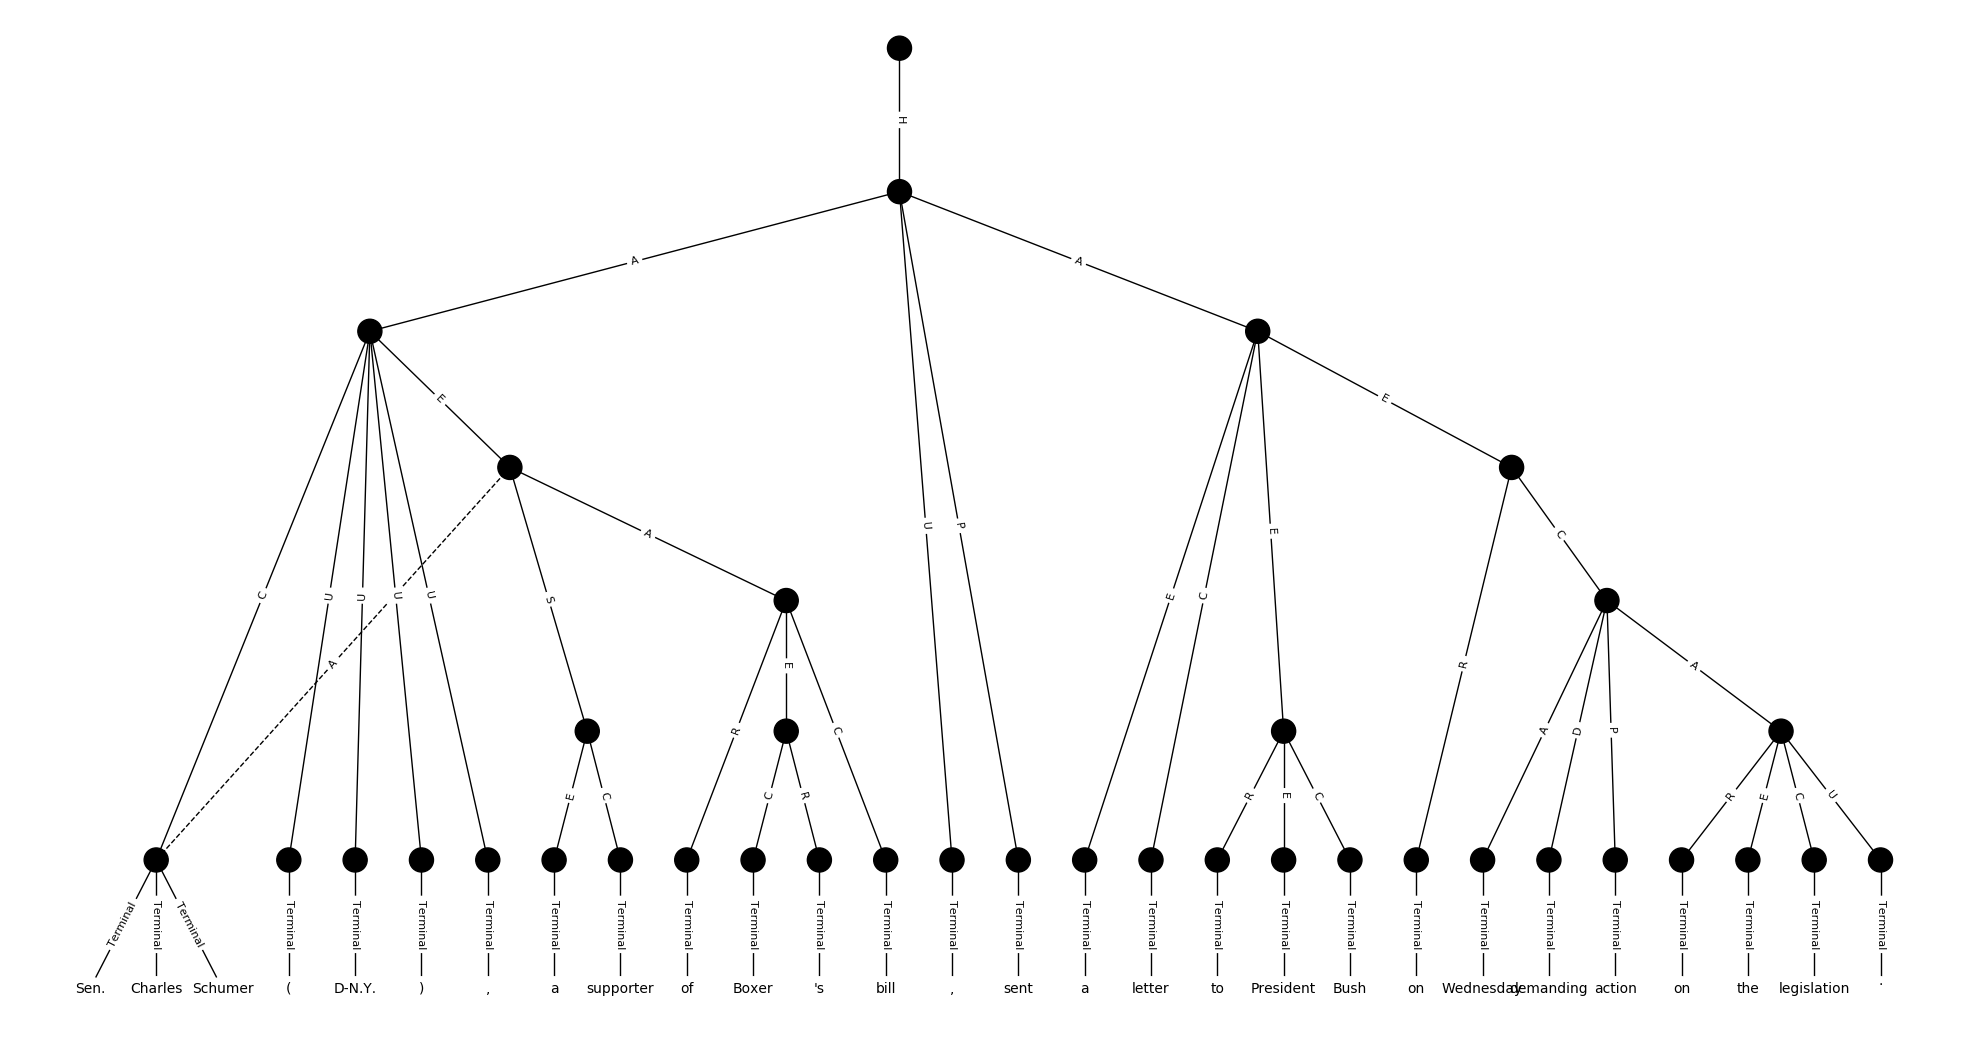 H
A A
E E
U P E A C
C U U U U S E C
A E R A
R C A D P
E C C R R E C R E C U
Terminal Terminal Terminal Terminal Terminal Terminal Terminal Terminal Terminal Terminal Terminal Terminal Terminal Terminal Terminal Terminal Terminal Terminal Terminal Terminal Terminal Terminal Terminal Terminal Terminal Terminal Terminal Terminal
Sen. Charles Schumer ( D-N.Y. ) , a supporter of Boxer 's bill , sent a letter to President Bush on Wednesday demanding action on the legislation .